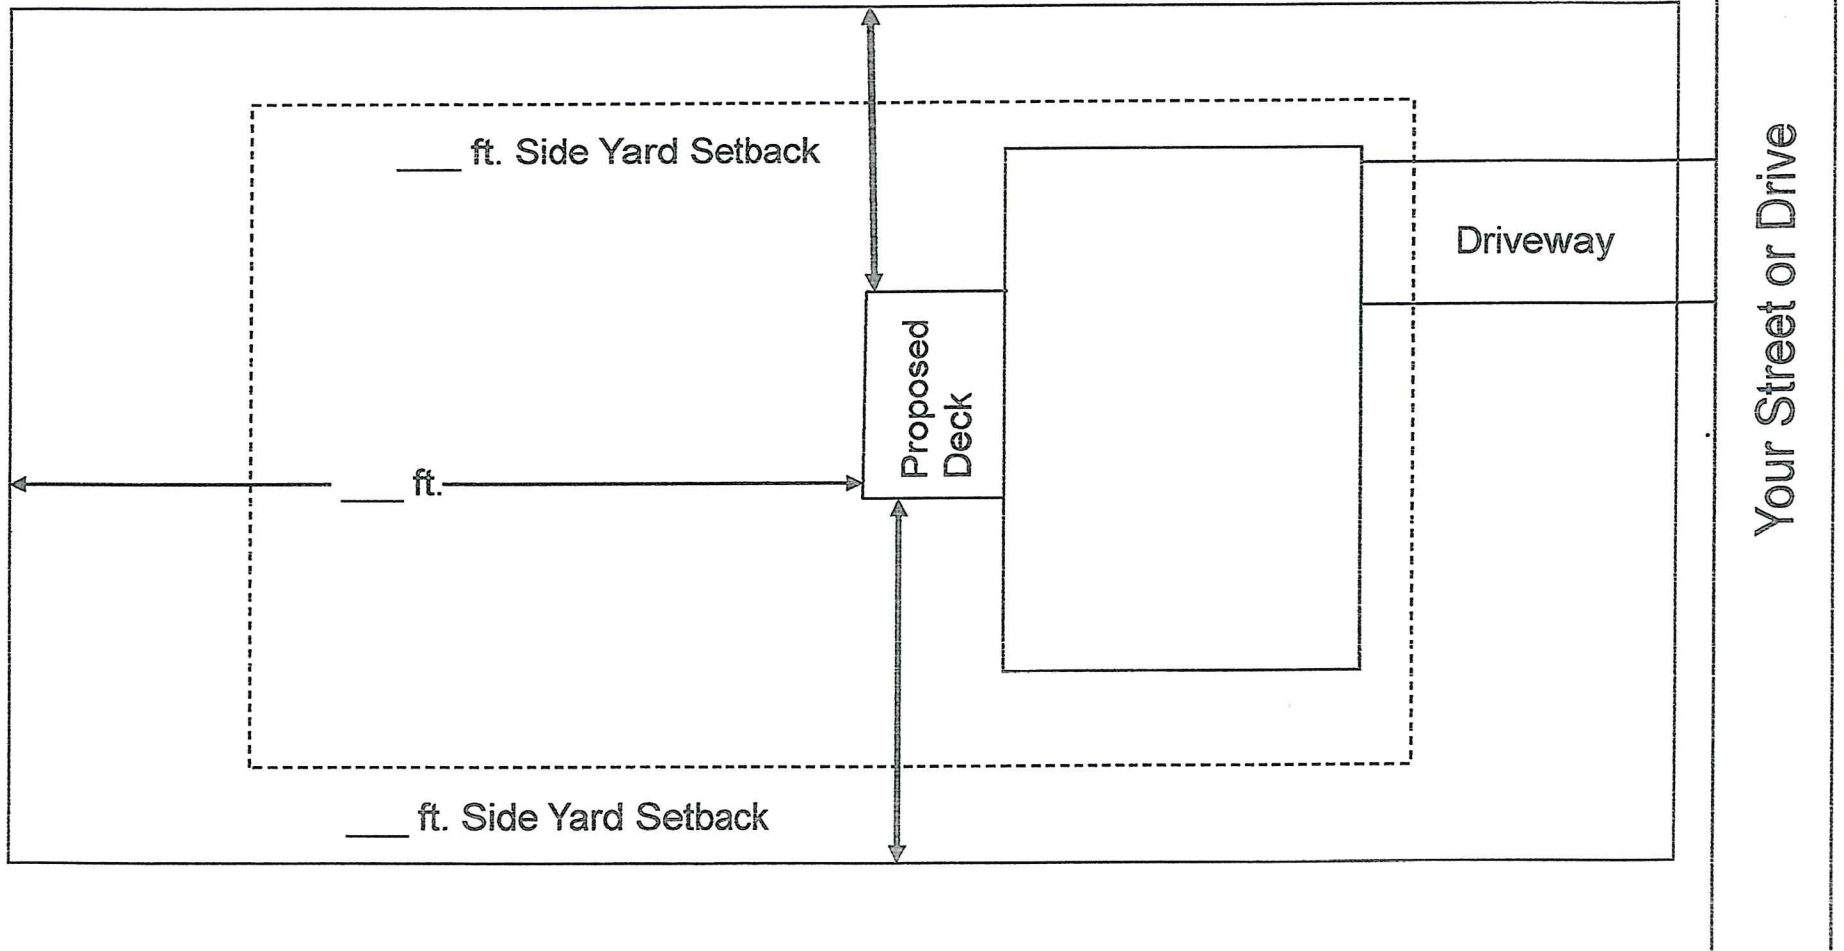 ___ ft. Side Yard Setback
Driveway
Your Street or Drive
Proposed
Deck
___ ft.
___ ft. Side Yard Setback